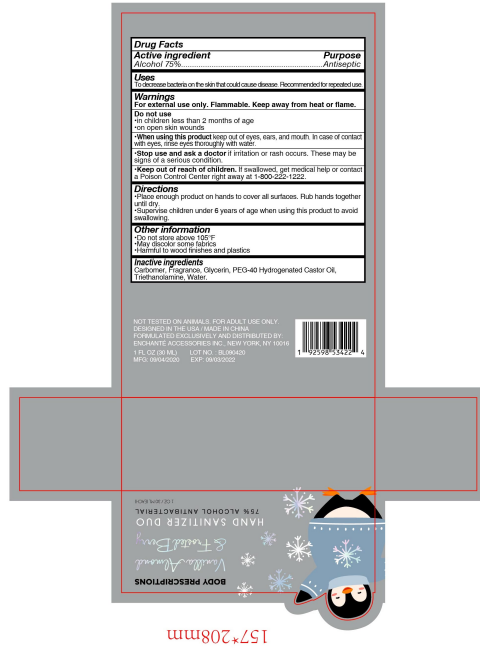 Drug Facts
Active ingredient Purpose
Alcohol 75%......................................................Antiseptic
Uses
To decrease bacteria on the skin that could cause disease. Recommended for repeated use.
Warnings
For external use only. Flammable. Keep away from heat or flame.
Do not use
•in children less than 2 months of age
•on open skin wounds
•When using this product keep out of eyes, ears, and mouth. In case of contact
with eyes, rinse eyes thoroughly with water.
•Stop use and ask a doctor if irritation or rash occurs. These may be
signs of a serious condition.
•Keep out of reach of children. If swallowed, get medical help or contact
a Poison Control Center right away at 1-800-222-1222.
Directions
•Place enough product on hands to cover all surfaces. Rub hands together
until dry.
•Supervise children under 6 years of age when using this product to avoid
swallowing.
Other information
•Do not store above 105°F
•May discolor some fabrics
•Harmful to wood finishes and plastics
Inactive ingredients
Carbomer, Fragrance, Glycerin, PEG-40 Hydrogenated Castor Oil,
Triethanolamine, Water.
NOT TESTED ON ANIMALS. FOR ADULT USE ONLY.
DESIGNED IN THE USA / MADE IN CHINA
FORMULATED EXCLUSIVELY AND DISTRIBUTED BY:
ENCHANTÉ ACCESSORIES INC., NEW YORK, NY 10016
1 FL OZ (30 ML) LOT NO.: BL090420
MFG: 09/04/2020 EXP: 09/03/2022
1 92598 53422 4
BODY PRESCRIPTIONS
Vanilla Almond
& Frosted Berry
HAND SANITIZER DUO
75% ALCOHOL ANTIBACTERIAL
1 OZ / 30ML EACH
157*208mm